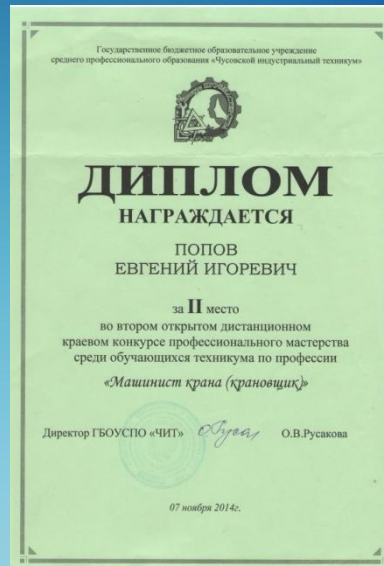 Государственное бюджетное образовательное учреждение
среднего профессионального образования «Чусовской индустриальный техникум»
ДИПЛОМ
НАГРАЖДАЕТСЯ
ПОПОВ
ЕВГЕНИЙ ИГОРЕВИЧ
за II место
во втором открытом дистанционном
краевом конкурсе профессионального мастерства
среди обучающихся техникума по профессии
«Машинист крана (крановщик)»
Директор ГБОУСПО «ЧИТ» О.В.Русакова
07 ноября 2014г.